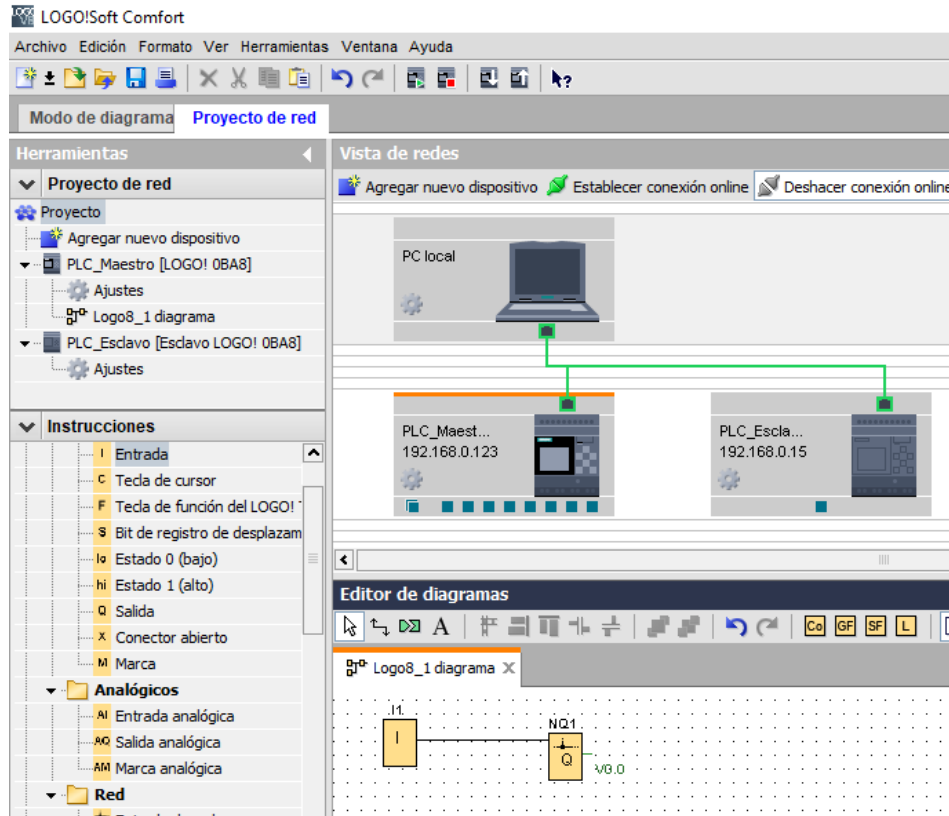 LOGO!Soft Comfort
Archivo Edición Formato Ver Herramientas Ventana Ayuda
Modo de diagrama Proyecto de red
Herramientas
Proyecto de red
Proyecto
Agregar nuevo dispositivo
PLC_Maestro [LOGO! 0BA8]
Ajustes
Logo8_1 diagrama
PLC_Esclavo [Esclavo LOGO! 0BA8]
Ajustes
Instrucciones
I Entrada
C Tecla de cursor
F Tecla de función del LOGO!
S Bit de registro de desplazam
lo Estado 0 (bajo)
hi Estado 1 (alto)
Q Salida
X Conector abierto
M Marca
Analógicos
AI Entrada analógica
AQ Salida analógica
AM Marca analógica
Red
Vista de redes
Agregar nuevo dispositivo Establecer conexión online Deshacer conexión online
PC local
PLC_Maest...
192.168.0.123
PLC_Escla...
192.168.0.15
Editor de diagramas
A Co GF SF L
Logo8_1 diagrama X
I1
I
NQ1
Q
V0.0